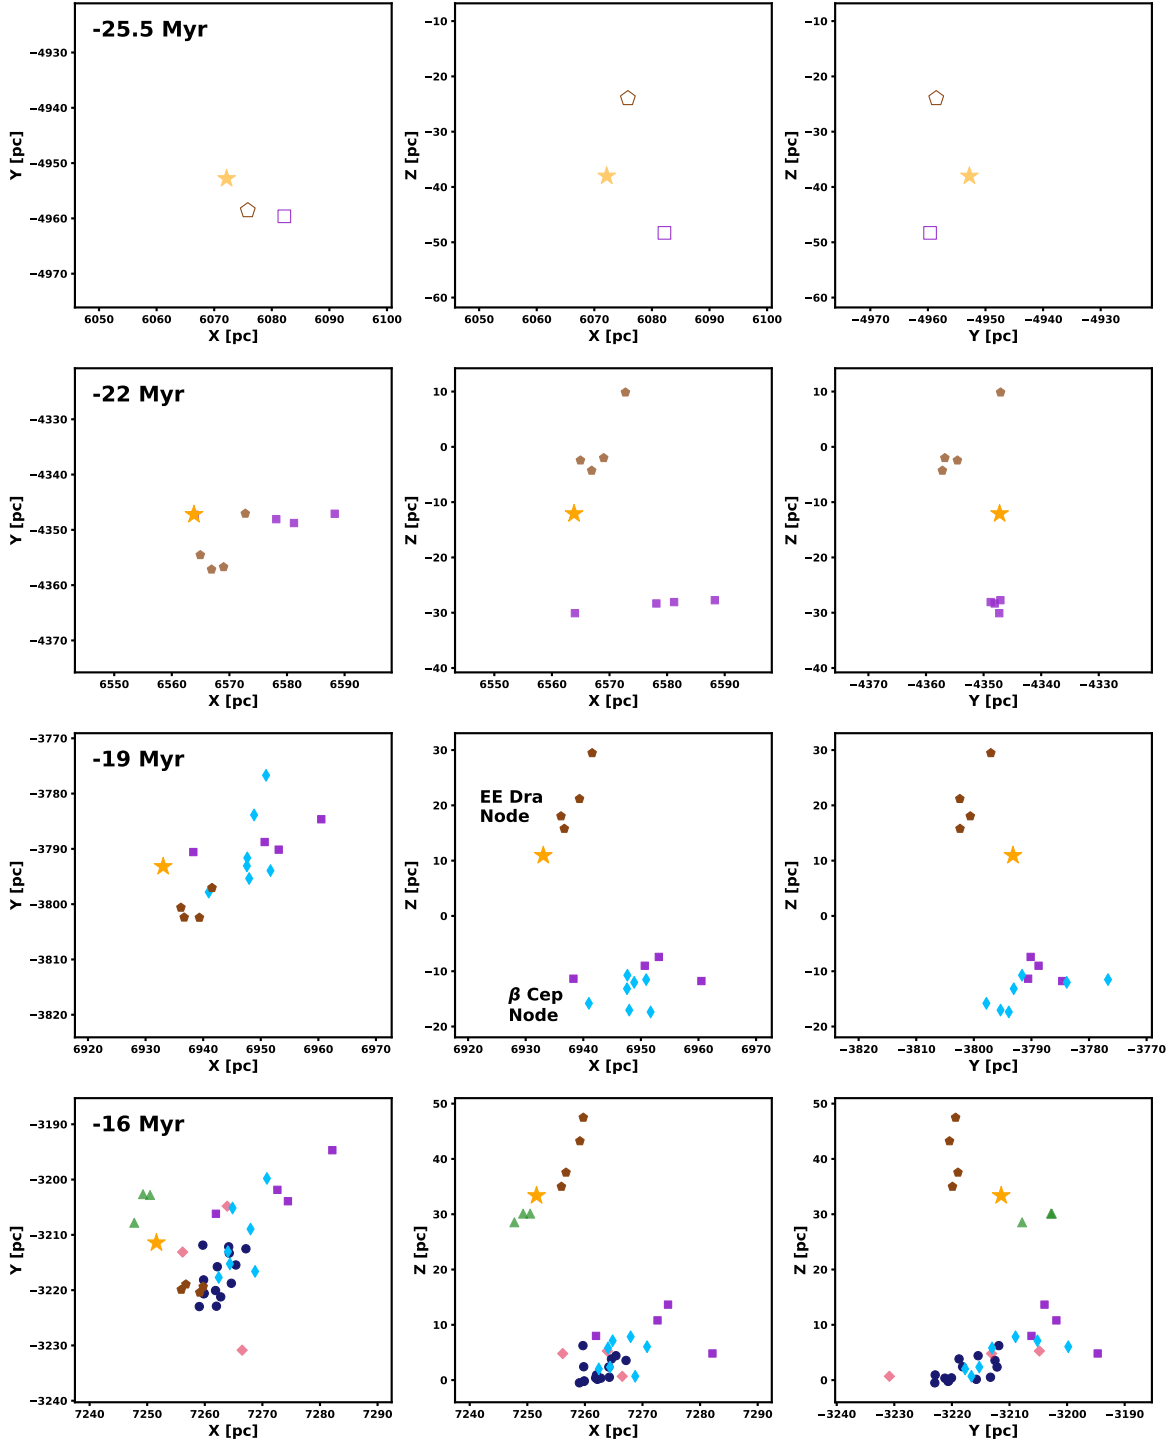 -25.5 Myr
−4930
−4940
−4950
−4960
−4970
Y [pc]
6050 6060 6070 6080 6090 6100
X [pc]
−10
−20
−30
−40
−50
−60
Z [pc]
6050 6060 6070 6080 6090 6100
X [pc]
−10
−20
−30
−40
−50
−60
Z [pc]
−4970 −4960 −4950 −4940 −4930
Y [pc]
-22 Myr
−4330
−4340
−4350
−4360
−4370
Y [pc]
6550 6560 6570 6580 6590
X [pc]
10
0
−10
−20
−30
−40
Z [pc]
6550 6560 6570 6580 6590
X [pc]
10
0
−10
−20
−30
−40
Z [pc]
−4370 −4360 −4350 −4340 −4330
Y [pc]
-19 Myr
−3770
−3780
−3790
−3800
−3810
−3820
Y [pc]
6920 6930 6940 6950 6960 6970
X [pc]
EE Dra
Node
β Cep
Node
30
20
10
0
−10
−20
Z [pc]
6920 6930 6940 6950 6960 6970
X [pc]
30
20
10
0
−10
−20
Z [pc]
−3820 −3810 −3800 −3790 −3780 −3770
Y [pc]
-16 Myr
−3190
−3200
−3210
−3220
−3230
−3240
Y [pc]
7240 7250 7260 7270 7280 7290
X [pc]
50
40
30
20
10
0
Z [pc]
7240 7250 7260 7270 7280 7290
X [pc]
50
40
30
20
10
0
Z [pc]
−3240 −3230 −3220 −3210 −3200 −3190
Y [pc]